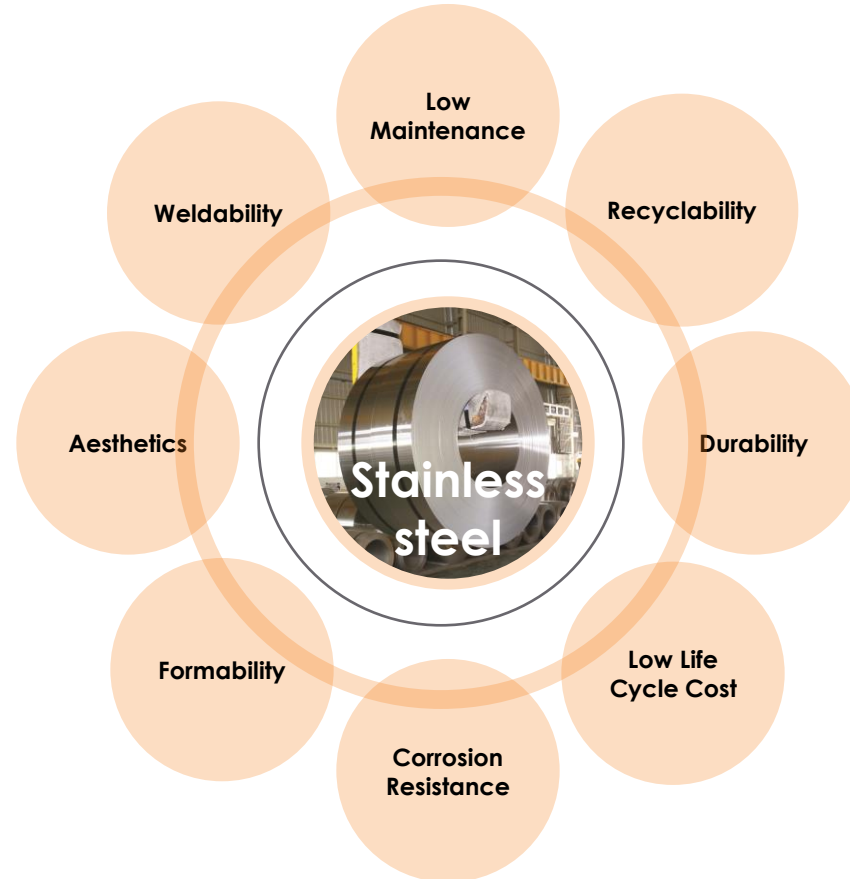 Low
Maintenance
Recyclability
Durability
Low Life
Cycle Cost
Corrosion
Resistance
Formability
Aesthetics
Weldability
Stainless
steel